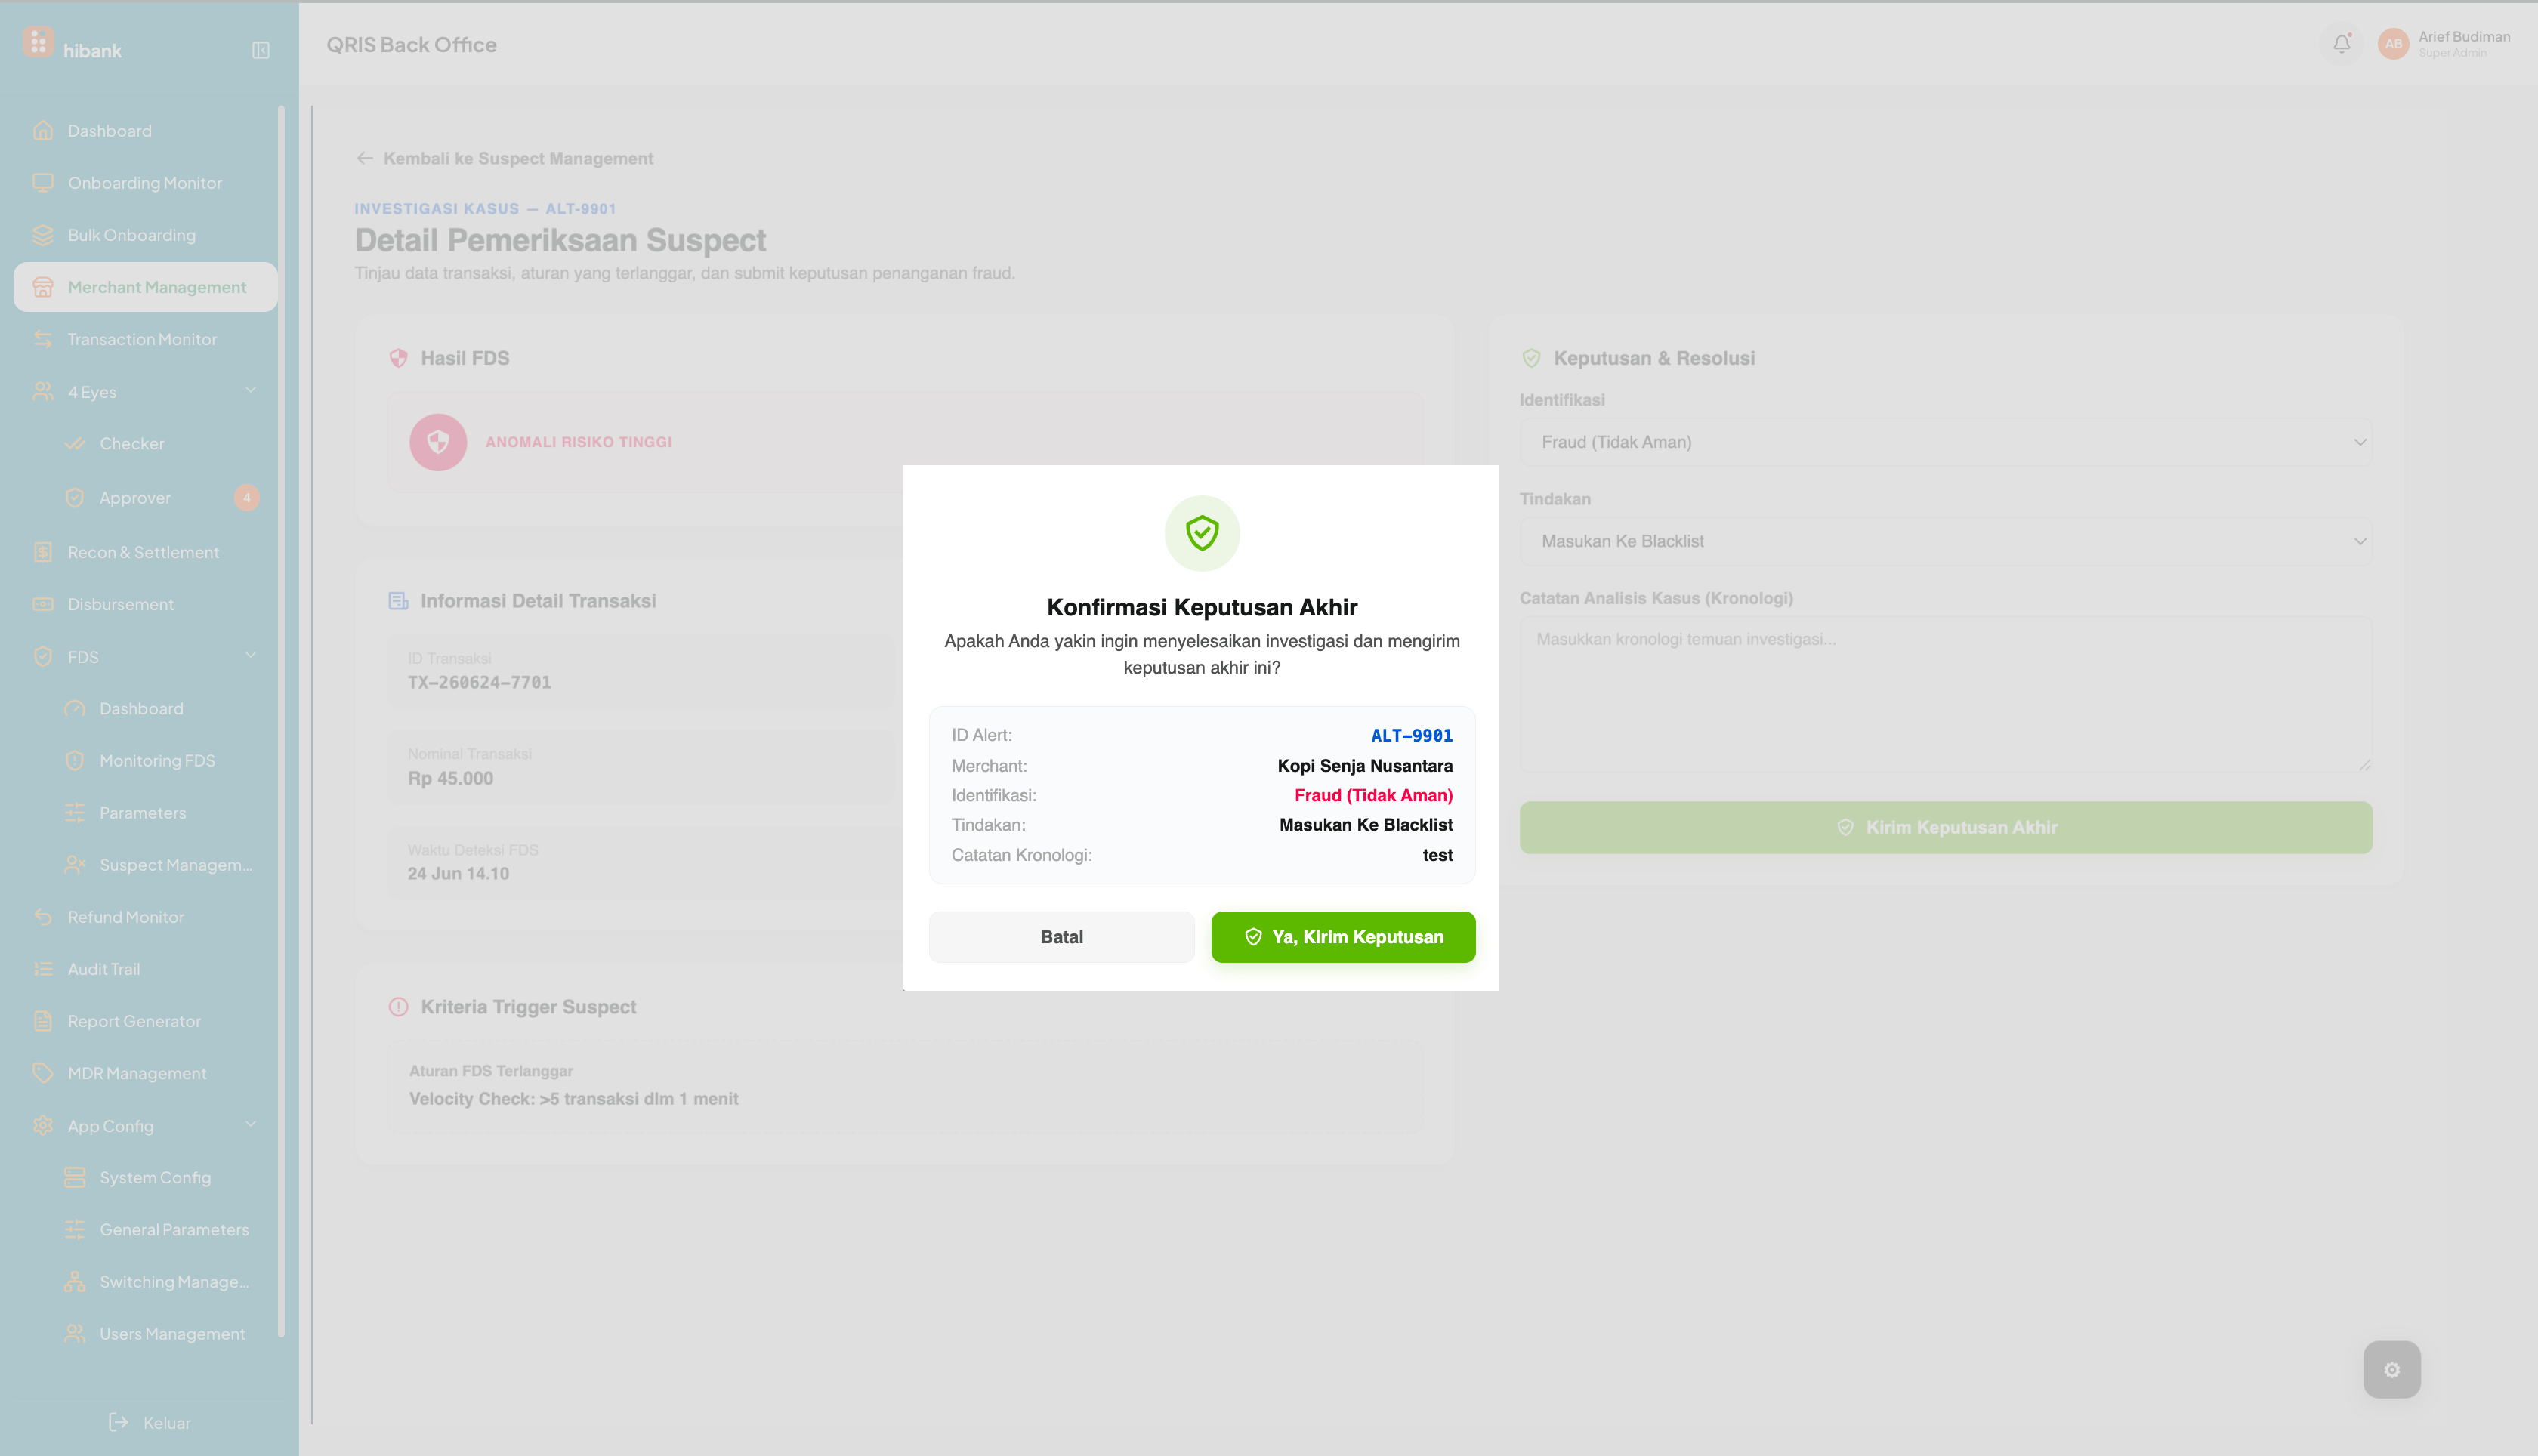 hibank
QRIS Back Office
AB
Arief Budiman
Super Admin
Dashboard
Onboarding Monitor
Bulk Onboarding
Merchant Management
Transaction Monitor
4 Eyes
Checker
Approver
4
Recon & Settlement
Disbursement
FDS
Dashboard
Monitoring FDS
Parameters
Suspect Managem...
Refund Monitor
Audit Trail
Report Generator
MDR Management
App Config
System Config
General Parameters
Switching Manage...
Users Management
Keluar
Kembali ke Suspect Management
INVESTIGASI KASUS — ALT-9901
Detail Pemeriksaan Suspect
Tinjau data transaksi, aturan yang terlanggar, dan submit keputusan penanganan fraud.
Hasil FDS
ANOMALI RISIKO TINGGI
Informasi Detail Transaksi
ID Transaksi
TX-260624-7701
Nominal Transaksi
Rp 45.000
Waktu Deteksi FDS
24 Jun 14.10
Kriteria Trigger Suspect
Aturan FDS Terlanggar
Velocity Check: >5 transaksi dlm 1 menit
Keputusan & Resolusi
Identifikasi
Fraud (Tidak Aman)
Tindakan
Masukan Ke Blacklist
Catatan Analisis Kasus (Kronologi)
Masukkan kronologi temuan investigasi...
Kirim Keputusan Akhir
Konfirmasi Keputusan Akhir
Apakah Anda yakin ingin menyelesaikan investigasi dan mengirim
keputusan akhir ini?
ID Alert: ALT-9901
Merchant: Kopi Senja Nusantara
Identifikasi: Fraud (Tidak Aman)
Tindakan: Masukan Ke Blacklist
Catatan Kronologi: test
Batal
Ya, Kirim Keputusan